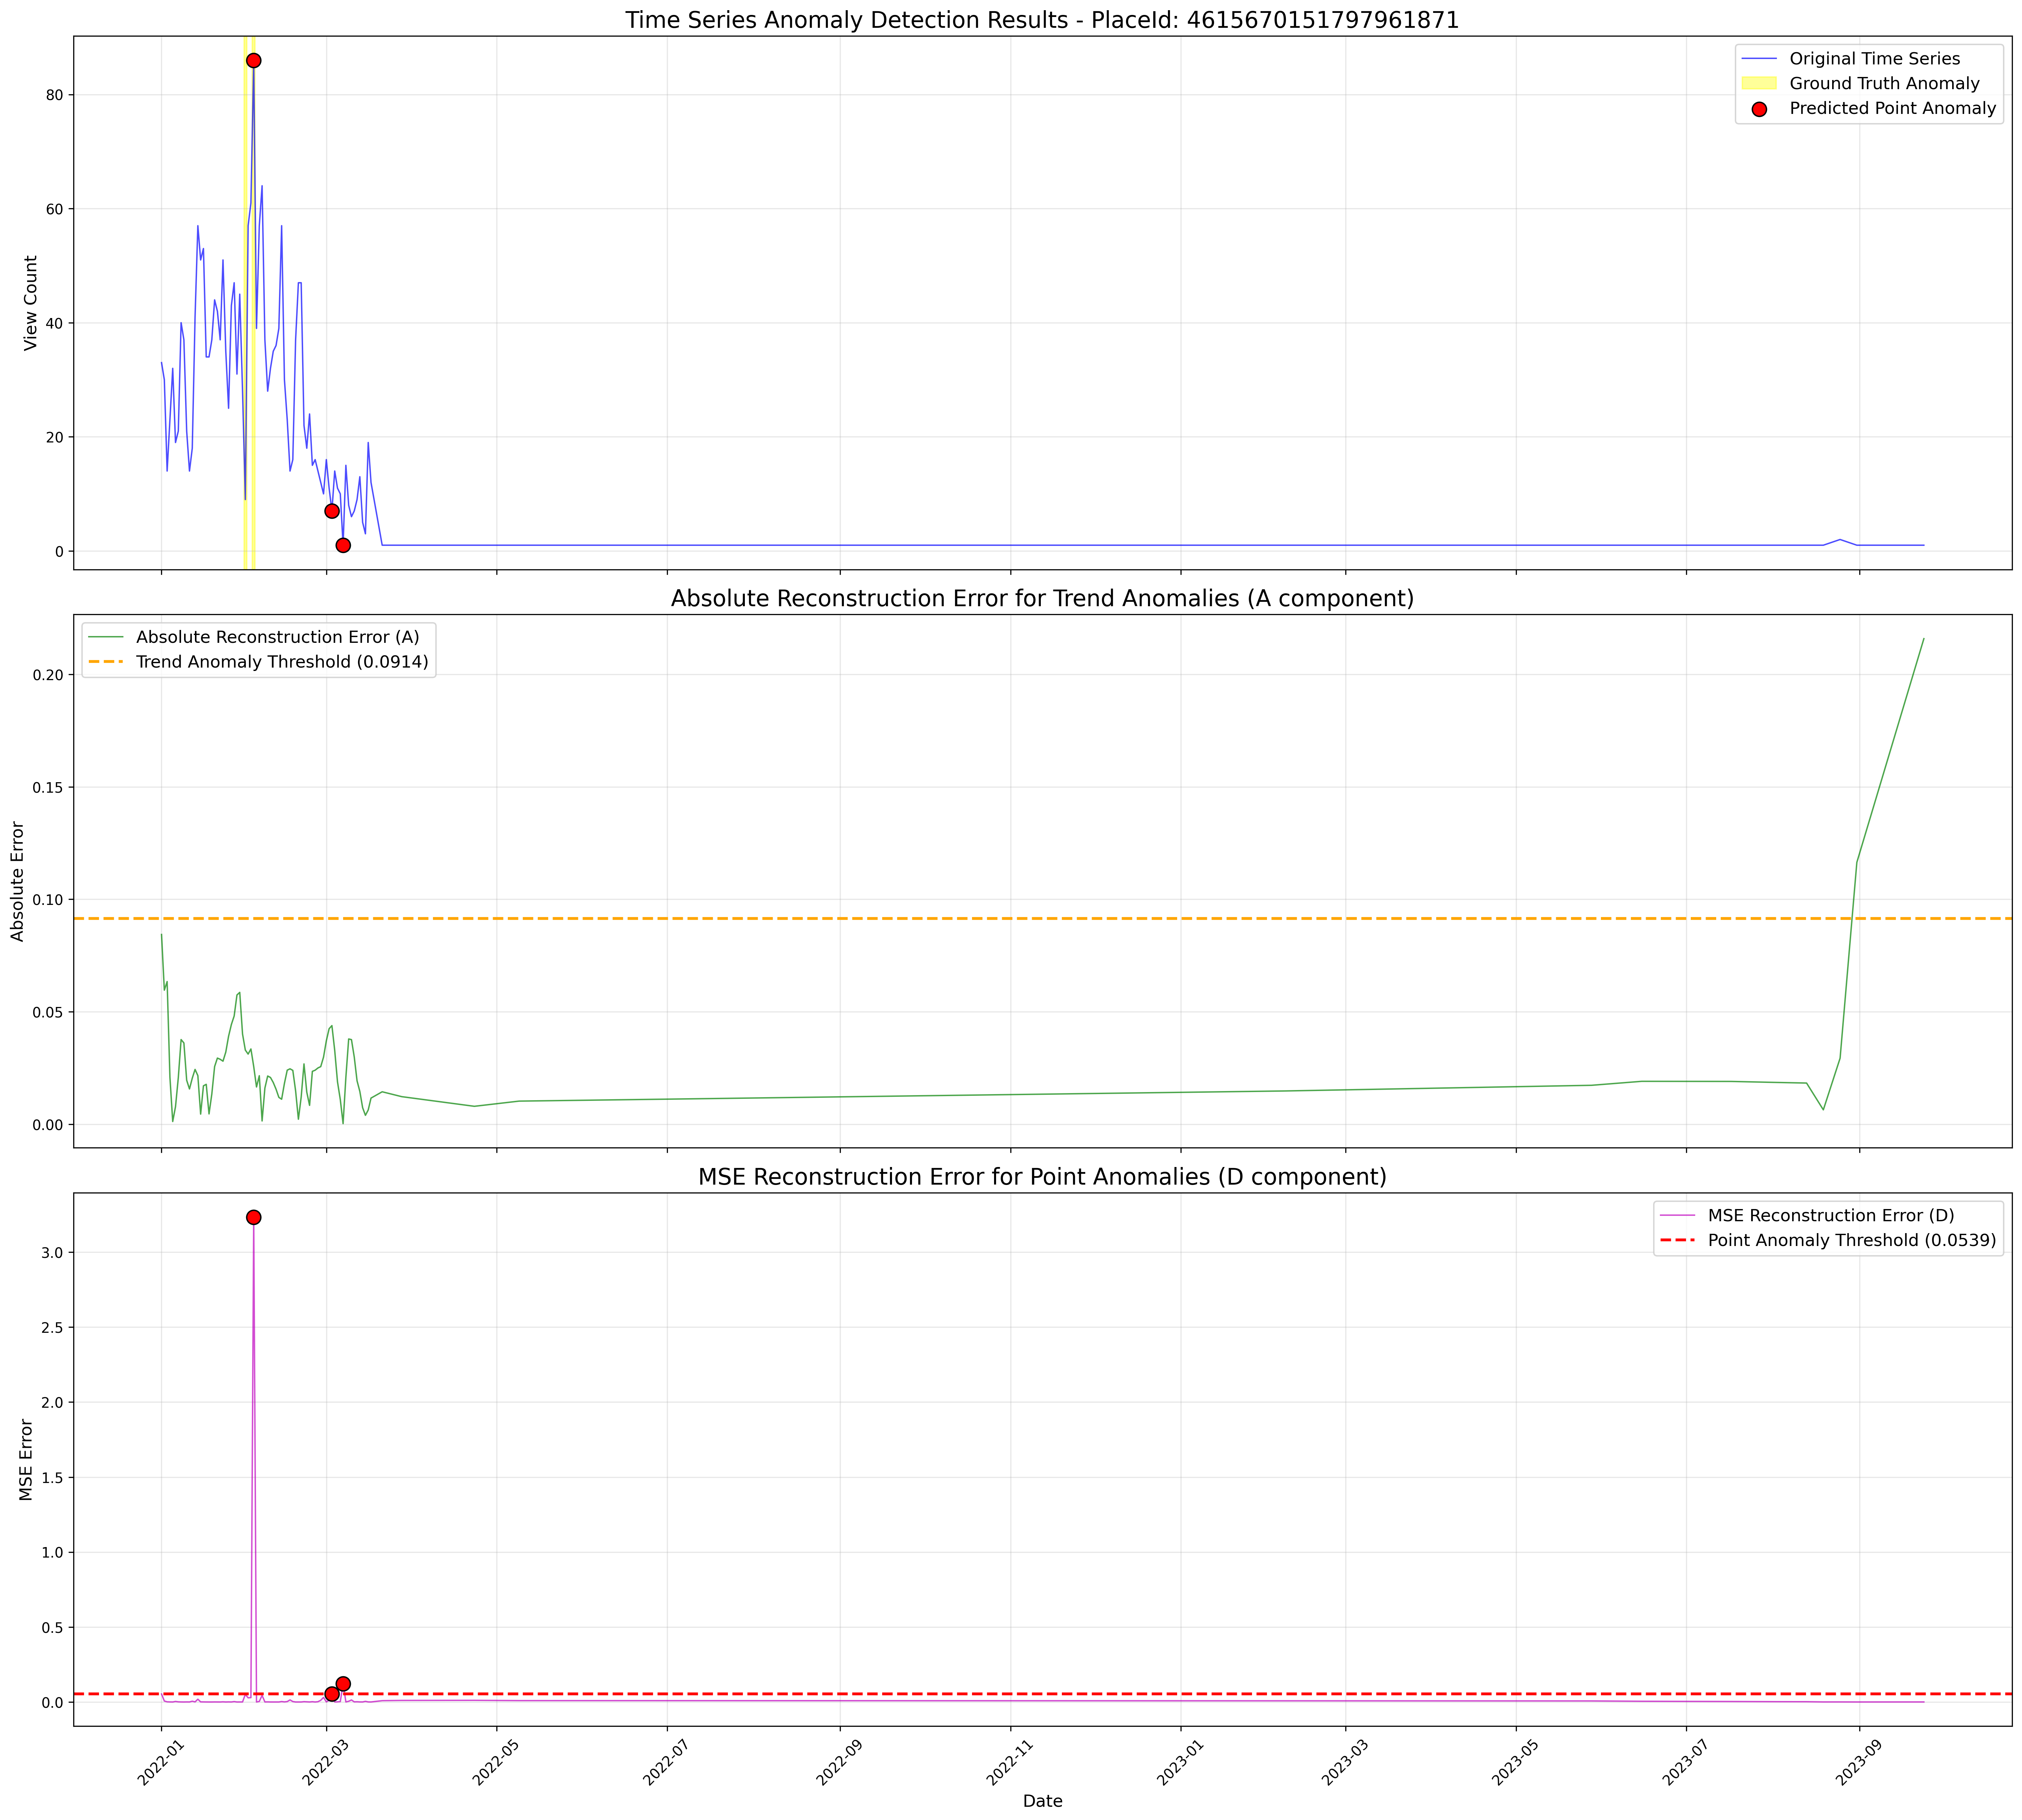 Time Series Anomaly Detection Results - PlaceId: 4615670151797961871
View Count
80
60
40
20
0
Original Time Series
Ground Truth Anomaly
Predicted Point Anomaly
Absolute Reconstruction Error for Trend Anomalies (A component)
Absolute Error
0.20
0.15
0.10
0.05
0.00
Absolute Reconstruction Error (A)
Trend Anomaly Threshold (0.0914)
MSE Reconstruction Error for Point Anomalies (D component)
MSE Error
3.0
2.5
2.0
1.5
1.0
0.5
0.0
MSE Reconstruction Error (D)
Point Anomaly Threshold (0.0539)
2022-01
2022-03
2022-05
2022-07
2022-09
2022-11
2023-01
2023-03
2023-05
2023-07
2023-09
Date